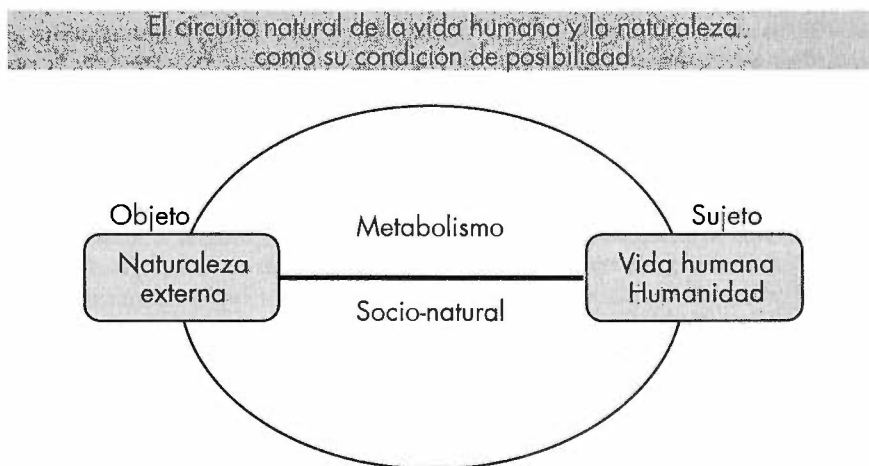 El circuito natural de la vida humana y la naturaleza
como su condición de posibilidad
Objeto
Sujeto
Metabolismo
Naturaleza
externa
Vida humana
Humanidad
Socio-natural